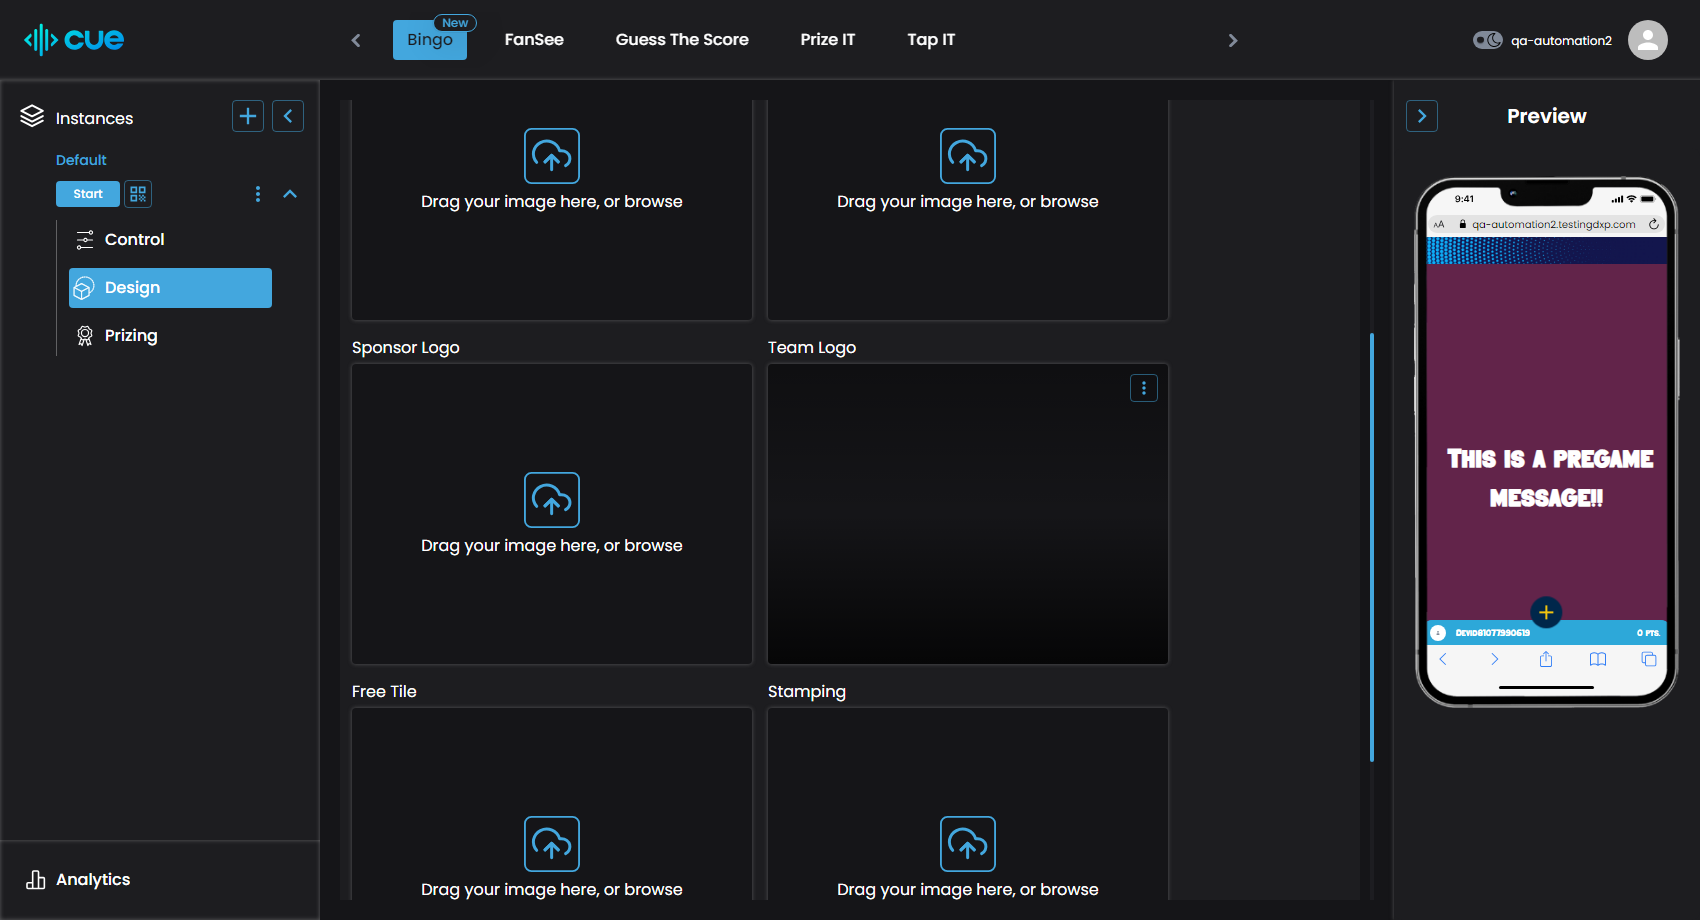 cue
Bingo
New
FanSee
Guess The Score
Prize IT
Tap IT
qa-automation2
Instances
Default
Start
Control
Design
Prizing
Analytics
Drag your image here, or browse
Drag your image here, or browse
Sponsor Logo
Team Logo
Drag your image here, or browse
Free Tile
Stamping
Drag your image here, or browse
Drag your image here, or browse
Preview
9:41
AA
qa-automation2.testingdxp.com
THIS IS A PREGAME
MESSAGE!!
0 PTS.